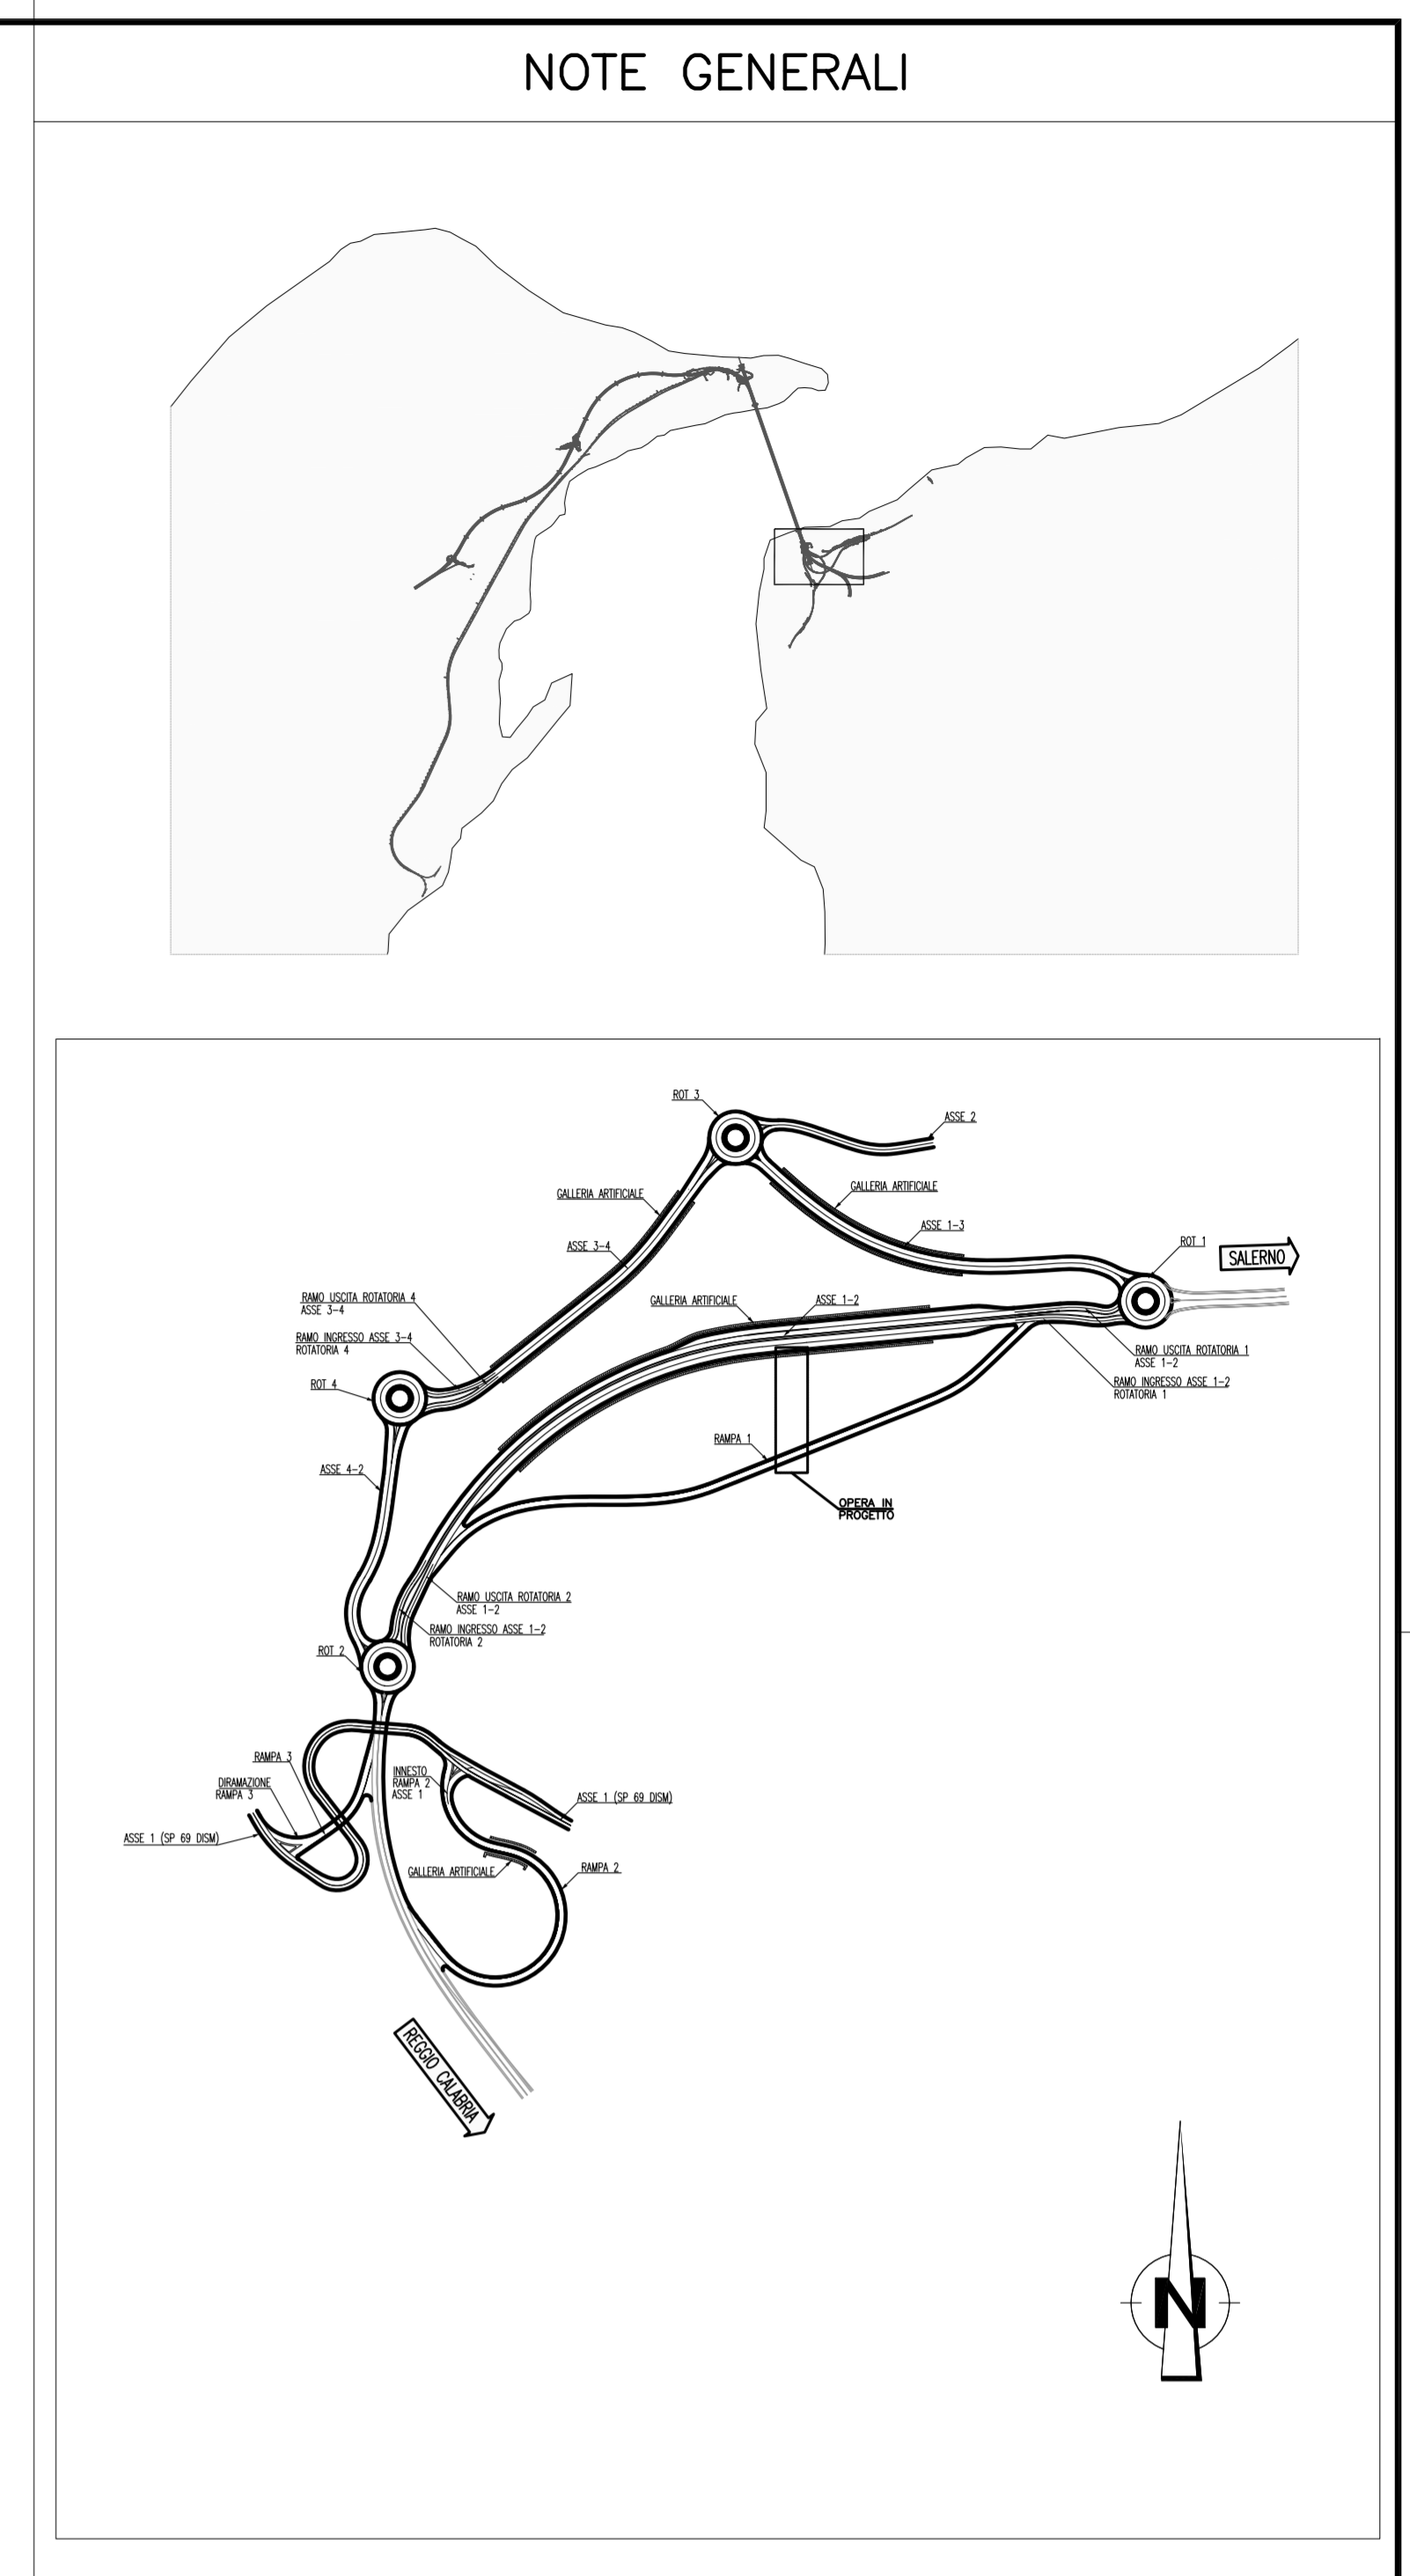 NOTE GENERALI
ROT 3
ASSE 2
GALLERIA ARTIFICIALE
GALLERIA ARTIFICIALE
ASSE 1-3
ASSE 3-4
ROT 1
SALERNO
RAMO USCITA ROTATORIA 4
ASSE 3-4
GALLERIA ARTIFICIALE
ASSE 1-2
RAMO INGRESSO ASSE 3-4
ROTATORIA 4
RAMO USCITA ROTATORIA 1
ASSE 1-2
ROT 4
RAMO INGRESSO ASSE 1-2
ROTATORIA 1
RAMPA 1
ASSE 4-2
OPERA IN
PROGETTO
RAMO USCITA ROTATORIA 2
ASSE 1-2
RAMO INGRESSO ASSE 1-2
ROTATORIA 2
ROT 2
RAMPA 3
INNESTO
RAMPA 2
ASSE 1
DIRAMAZIONE
RAMPA 3
ASSE 1 (SP 69 DISM)
ASSE 1 (SP 69 DISM)
GALLERIA ARTIFICIALE
RAMPA 2
REGGIO CALABRIA
N